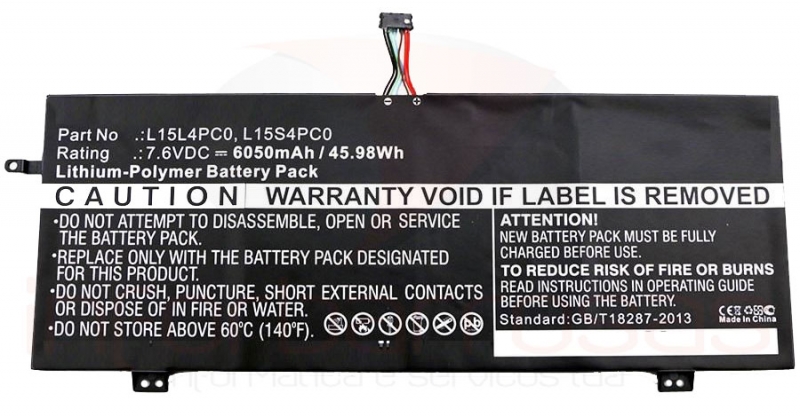 Part No .:L15L4PC0, L15S4PC0
Rating .:7.6VDC ⎓ 6050mAh / 45.98Wh
Lithium-Polymer Battery Pack
CAUTION WARRANTY VOID IF LABEL IS REMOVED
•DO NOT ATTEMPT TO DISASSEMBLE, OPEN OR SERVICE
THE BATTERY PACK.
•REPLACE ONLY WITH THE BATTERY PACK DESIGNATED
FOR THIS PRODUCT.
•DO NOT CRUSH, PUNCTURE, SHORT EXTERNAL CONTACTS
OR DISPOSE OF IN FIRE OR WATER.
•DO NOT STORE ABOVE 60°C (140°F).
ATTENTION!
NEW BATTERY PACK MUST BE FULLY
CHARGED BEFORE USE.
TO REDUCE RISK OF FIRE OR BURNS
READ INSTRUCTIONS IN OPERATING GUIDE
BEFORE USING THE BATTERY.
Standard:GB/T18287-2013
CE
Made In China
informática e serviços lda